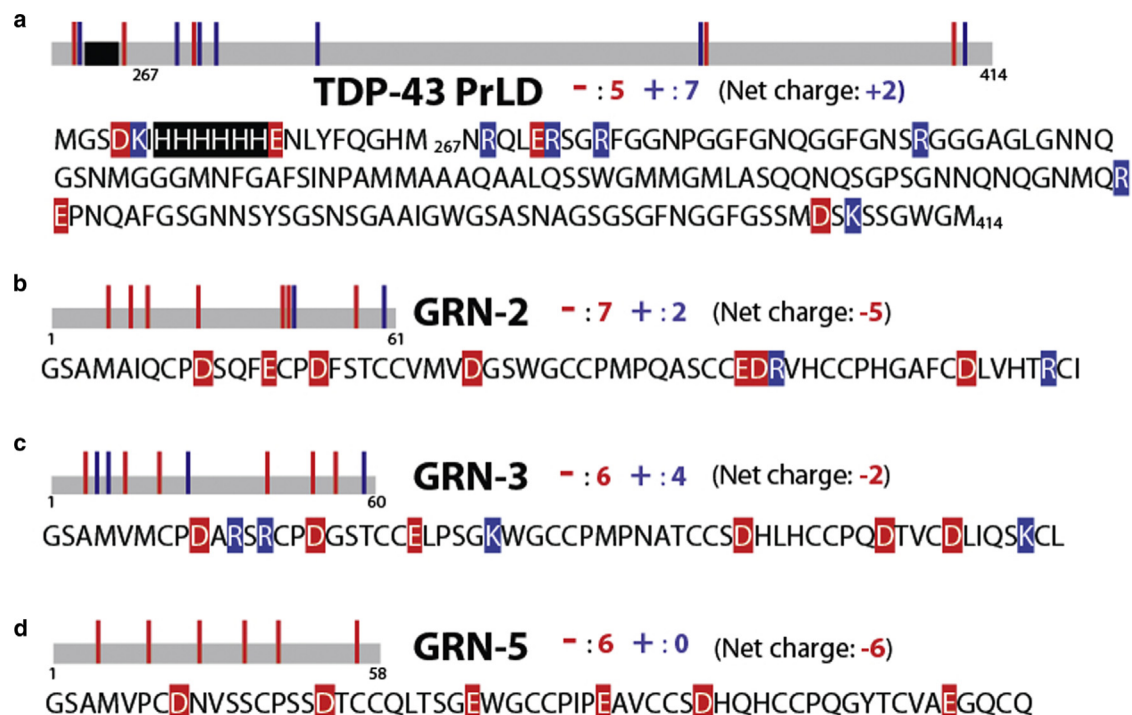 a
267 414
TDP-43 PrLD - : 5 + : 7 (Net charge: +2)
MGSDKIHHHHHHENLYFQGHM 267NRQLERSGRFGGNPGGFGNQGGFGNSRGGGAGLGNNQ
GSNMGGGMNFGAFSINPAMMAAAQAALQSSWGMMGMLASQQNQSGPSGNNQNQGNMQR
EPNQAFGSGNNSYSGSNSGAAIGWGSASNAGSGSGFNGGFGSSMDSKSSGWGM414
b
1 61
GRN-2 - : 7 + : 2 (Net charge: -5)
GSAMAIQCPDSQFECPDFSTCCVMVDGSWGCCPMPQASCCEDRVHCCPHGAFCDLVHTRCI
c
1 60
GRN-3 - : 6 + : 4 (Net charge: -2)
GSAMVMCPDARSRCPDGSTCCELPSGKWGCCPMPNATCCSDHLHCCPQDTVCDLIQSKCL
d
1 58
GRN-5 - : 6 + : 0 (Net charge: -6)
GSAMVPCDNVSSCPSSDTCCQLTSGEWGCCPIPEAVCCSDHQHCCPQGYTCVAEGQCQ